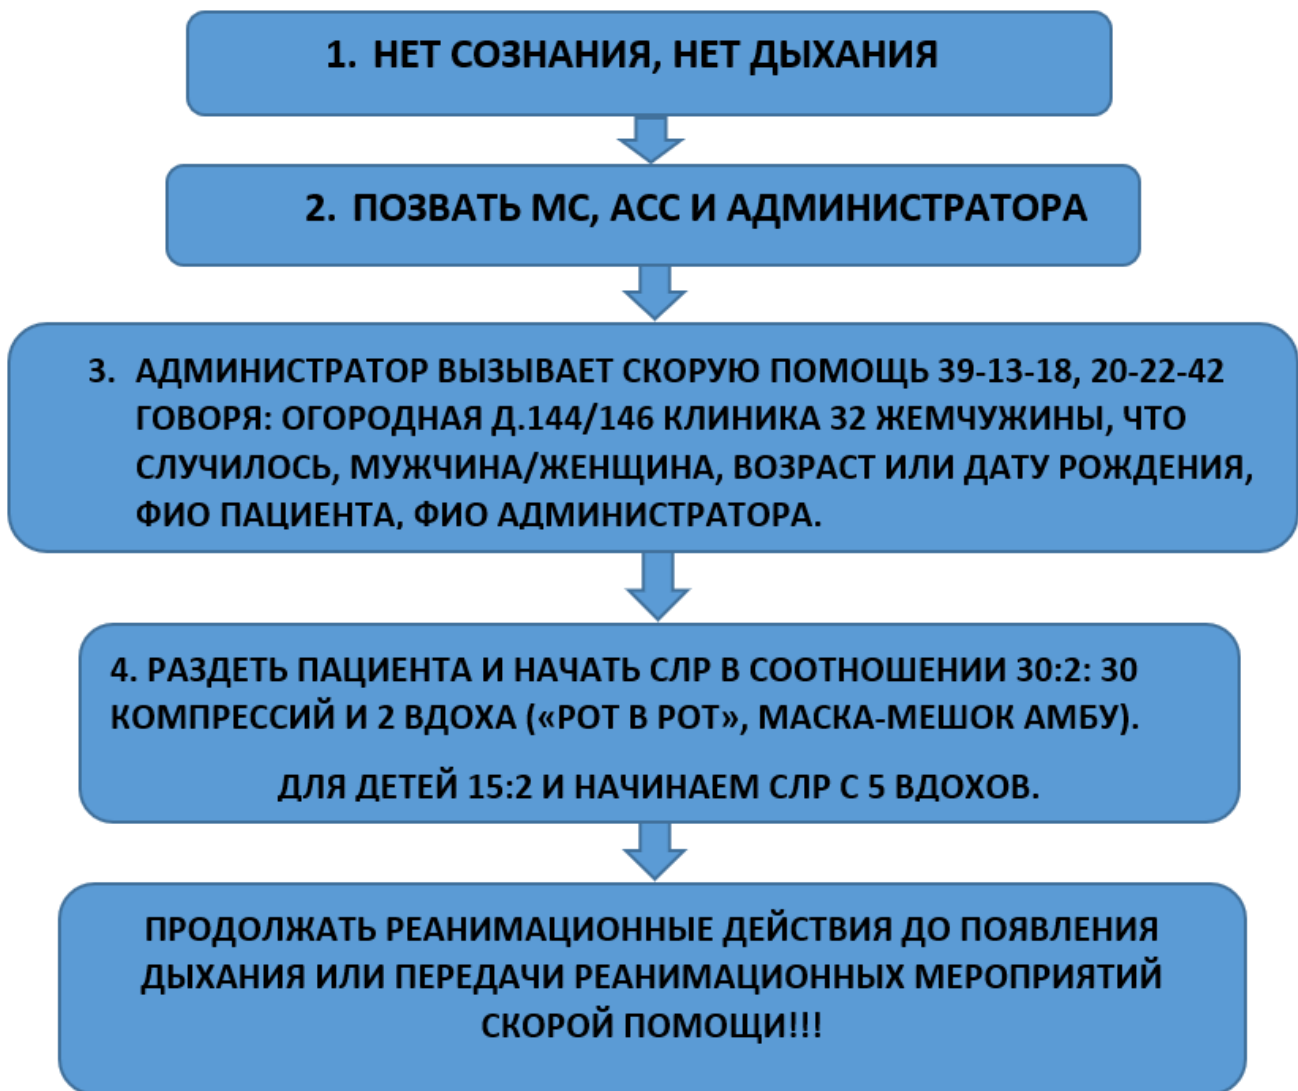 1. НЕТ СОЗНАНИЯ, НЕТ ДЫХАНИЯ
2. ПОЗВАТЬ МС, АСС И АДМИНИСТРАТОРА
3. АДМИНИСТРАТОР ВЫЗЫВАЕТ СКОРУЮ ПОМОЩЬ 39-13-18, 20-22-42
ГОВОРЯ: ОГОРОДНАЯ Д.144/146 КЛИНИКА 32 ЖЕМЧУЖИНЫ, ЧТО
СЛУЧИЛОСЬ, МУЖЧИНА/ЖЕНЩИНА, ВОЗРАСТ ИЛИ ДАТУ РОЖДЕНИЯ,
ФИО ПАЦИЕНТА, ФИО АДМИНИСТРАТОРА.
4. РАЗДЕТЬ ПАЦИЕНТА И НАЧАТЬ СЛР В СООТНОШЕНИИ 30:2: 30
КОМПРЕССИЙ И 2 ВДОХА («РОТ В РОТ», МАСКА-МЕШОК АМБУ).
ДЛЯ ДЕТЕЙ 15:2 И НАЧИНАЕМ СЛР С 5 ВДОХОВ.
ПРОДОЛЖАТЬ РЕАНИМАЦИОННЫЕ ДЕЙСТВИЯ ДО ПОЯВЛЕНИЯ
ДЫХАНИЯ ИЛИ ПЕРЕДАЧИ РЕАНИМАЦИОННЫХ МЕРОПРИЯТИЙ
СКОРОЙ ПОМОЩИ!!!